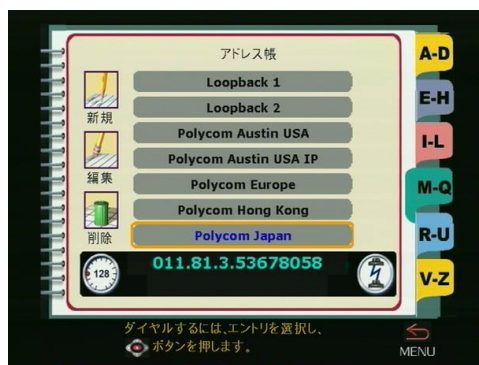 アドレス帳
A-D
E-H
I-L
M-Q
R-U
V-Z
新規
編集
削除
Loopback 1
Loopback 2
Polycom Austin USA
Polycom Austin USA IP
Polycom Europe
Polycom Hong Kong
Polycom Japan
128
011.81.3.53678058
ダイヤルするには、エントリを選択し、
ボタンを押します。
MENU